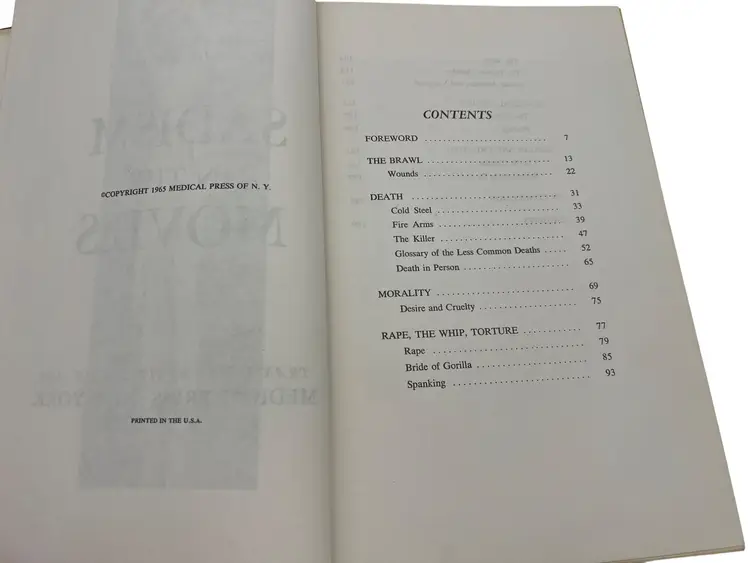 ©COPYRIGHT 1965 MEDICAL PRESS OF N. Y.
PRINTED IN THE U.S.A.
CONTENTS
FOREWORD ........................... 7
THE BRAWL ........................... 13
Wounds ........................... 22
DEATH ........................... 31
Cold Steel ........................... 33
Fire Arms ........................... 39
The Killer ........................... 47
Glossary of the Less Common Deaths ..... 52
Death in Person ........................... 65
MORALITY ........................... 69
Desire and Cruelty ........................... 75
RAPE, THE WHIP, TORTURE ............ 77
Rape ........................... 79
Bride of Gorilla ........................... 85
Spanking ........................... 93